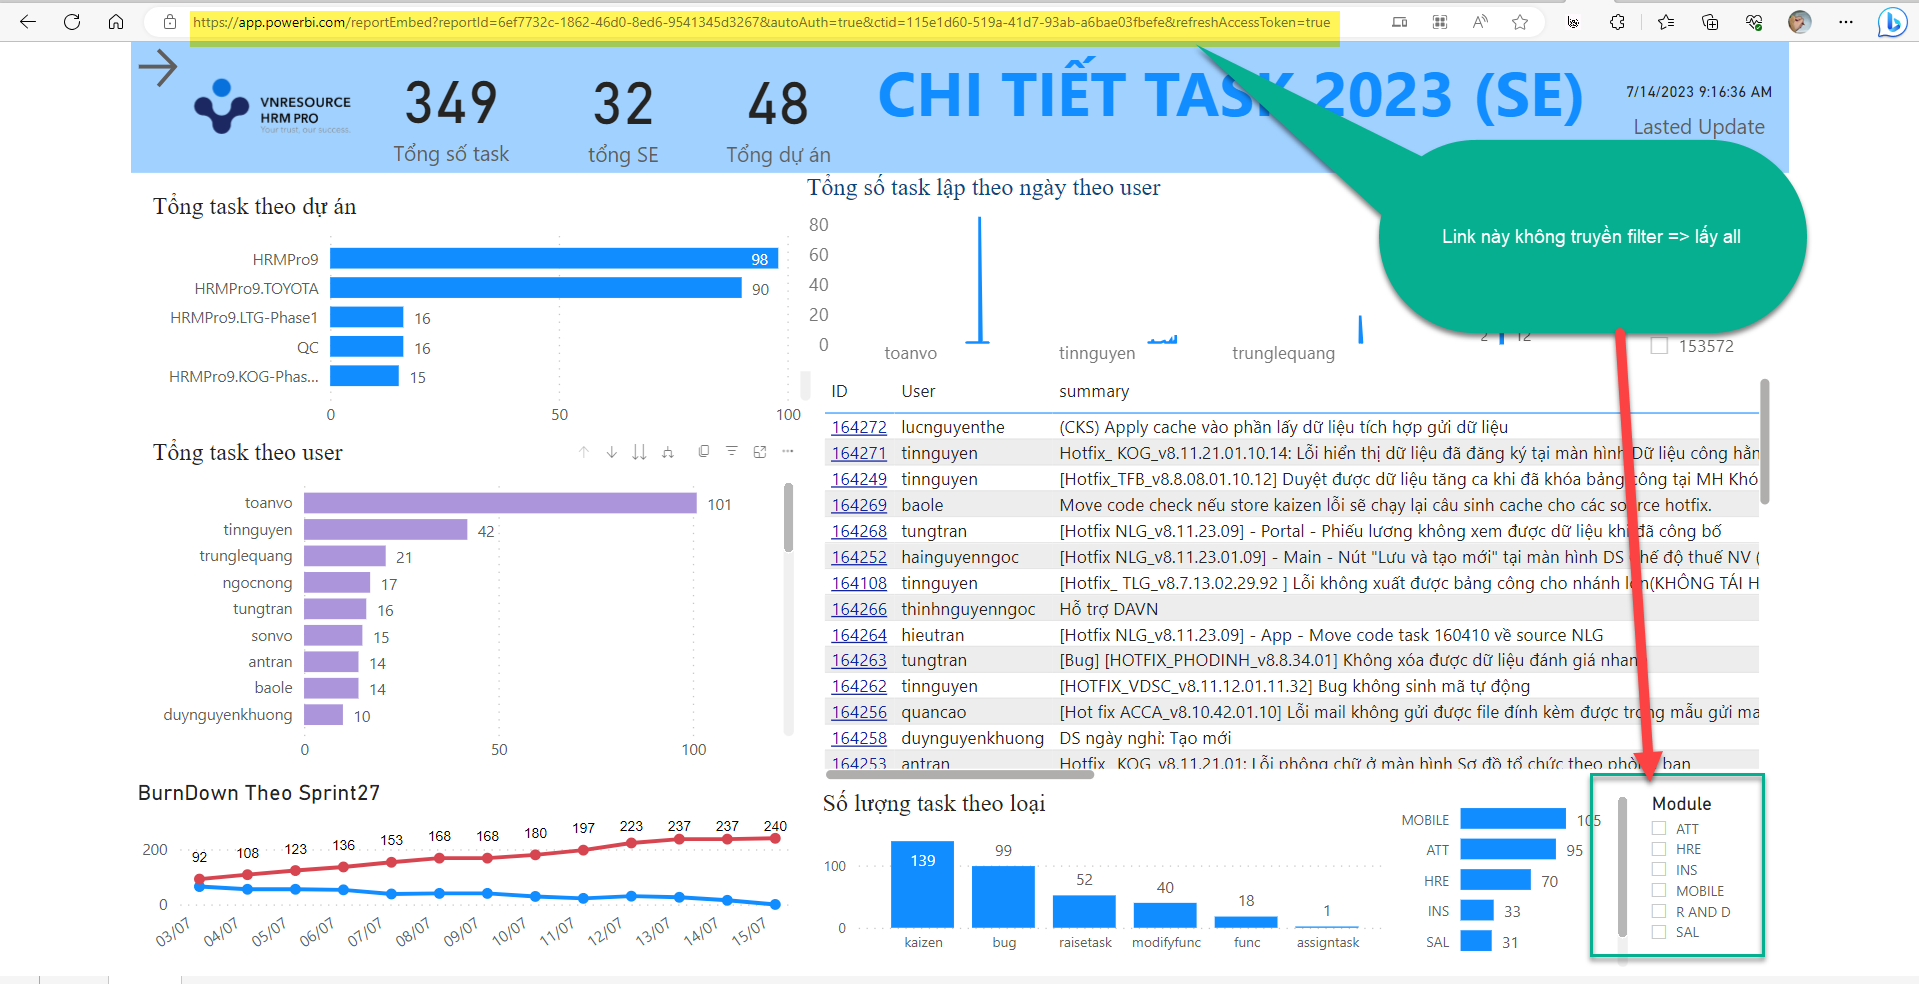 https://app.powerbi.com/reportEmbed?reportId=6ef7732c-1862-46d0-8ed6-9541345d3267&autoAuth=true&ctid=115e1d60-519a-41d7-93ab-a6bae03fbefe&refreshAccessToken=true
VNRESOURCE
HRM PRO
Your trust, our success.
349
Tổng số task
32
tổng SE
48
Tổng dự án
CHI TIẾT TASK 2023 (SE)
7/14/2023 9:16:36 AM
Lasted Update
Link này không truyền filter => lấy all
Tổng task theo dự án
HRMPro9 98
HRMPro9.TOYOTA 90
HRMPro9.LTG-Phase1 16
QC 16
HRMPro9.KOG-Phas... 15
0 50 100
Tổng số task lập theo ngày theo user
80
60
40
20
0
toanvo tinnguyen trunglequang
2 12
153572
ID User summary
164272 lucnguyenthe (CKS) Apply cache vào phần lấy dữ liệu tích hợp gửi dữ liệu
164271 tinnguyen Hotfix_ KOG_v8.11.21.01.10.14: Lỗi hiển thị dữ liệu đã đăng ký tại màn hình Dữ liệu công hằn
164249 tinnguyen [Hotfix_TFB_v8.8.08.01.10.12] Duyệt được dữ liệu tăng ca khi đã khóa bảng công tại MH Khó
164269 baole Move code check nếu store kaizen lỗi sẽ chạy lại câu sinh cache cho các source hotfix.
164268 tungtran [Hotfix NLG_v8.11.23.09] - Portal - Phiếu lương không xem được dữ liệu khi đã công bố
164252 hainguyenngoc [Hotfix NLG_v8.11.23.01.09] - Main - Nút "Lưu và tạo mới" tại màn hình DS Chế độ thuế NV (
164108 tinnguyen [Hotfix_ TLG_v8.7.13.02.29.92 ] Lỗi không xuất được bảng công cho nhánh lớn(KHÔNG TÁI H
164266 thinhnguyenngoc Hỗ trợ DAVN
164264 hieutran [Hotfix NLG_v8.11.23.09] - App - Move code task 160410 về source NLG
164263 tungtran [Bug] [HOTFIX_PHODINH_v8.8.34.01] Không xóa được dữ liệu đánh giá nhan
164262 tinnguyen [HOTFIX_VDSC_v8.11.12.01.11.32] Bug không sinh mã tự động
164256 quancao [Hot fix ACCA_v8.10.42.01.10] Lỗi mail không gửi được file đính kèm được trong mẫu gửi ma
164258 duynguyenkhuong DS ngày nghỉ: Tạo mới
164253 antran Hotfix_ KOG_v8.11.21.01: Lỗi phông chữ ở màn hình Sơ đồ tổ chức theo phòng ban
Tổng task theo user
toanvo 101
tinnguyen 42
trunglequang 21
ngocnong 17
tungtran 16
sonvo 15
antran 14
baole 14
duynguyenkhuong 10
0 50 100
BurnDown Theo Sprint27
200
0
92 108 123 136 153 168 168 180 197 223 237 237 240
03/07 04/07 05/07 06/07 07/07 08/07 09/07 10/07 11/07 12/07 13/07 14/07 15/07
Số lượng task theo loại
100
0
139 99 52 40 18 1
kaizen bug raisetask modifyfunc func assigntask
MOBILE 105
ATT 95
HRE 70
INS 33
SAL 31
Module
ATT
HRE
INS
MOBILE
R AND D
SAL